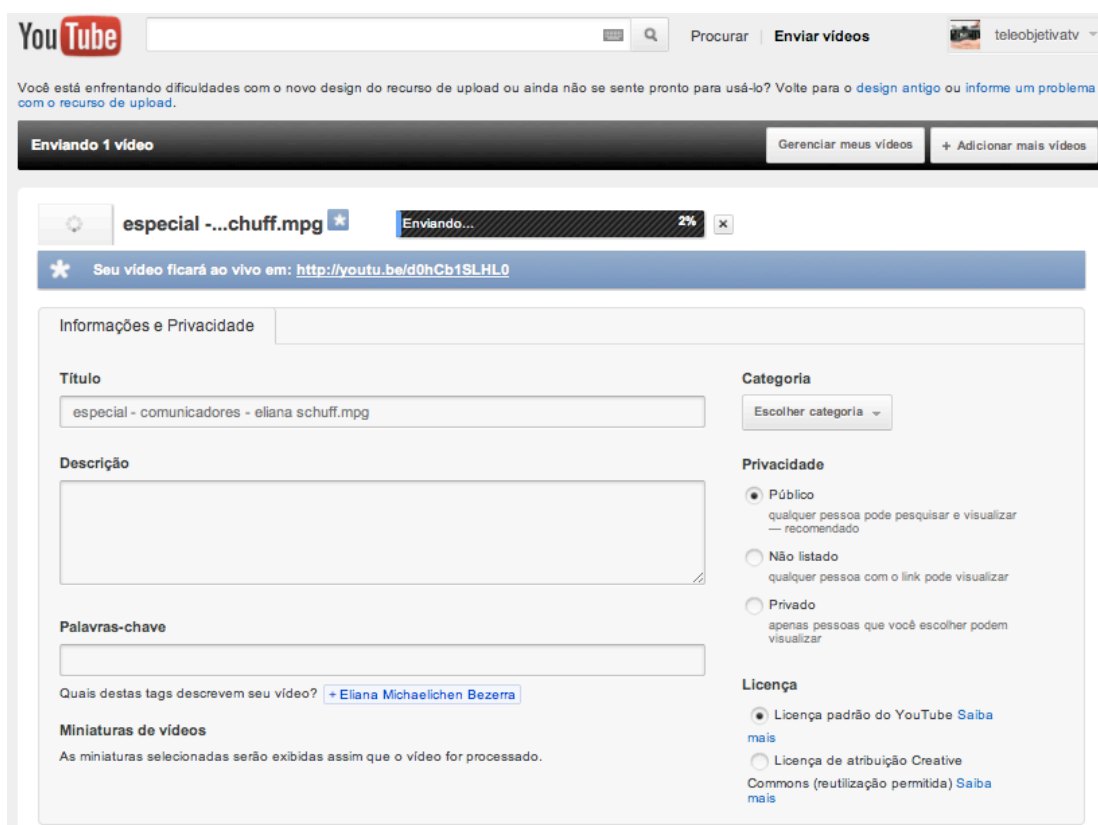 YouTube
Procurar | Enviar vídeos
teleobjetivatv
Você está enfrentando dificuldades com o novo design do recurso de upload ou ainda não se sente pronto para usá-lo? Volte para o design antigo ou informe um problema
com o recurso de upload.
Enviando 1 vídeo
Gerenciar meus vídeos
+ Adicionar mais vídeos
especial -...chuff.mpg
Enviando...
2%
Seu vídeo ficará ao vivo em: http://youtu.be/d0hCb1SLHL0
Informações e Privacidade
Título
especial - comunicadores - eliana schuff.mpg
Descrição
Palavras-chave
Quais destas tags descrevem seu vídeo? + Eliana Michaelichen Bezerra
Miniaturas de vídeos
As miniaturas selecionadas serão exibidas assim que o vídeo for processado.
Categoria
Escolher categoria
Privacidade
Público
qualquer pessoa pode pesquisar e visualizar
— recomendado
Não listado
qualquer pessoa com o link pode visualizar
Privado
apenas pessoas que você escolher podem
visualizar
Licença
Licença padrão do YouTube Saiba
mais
Licença de atribuição Creative
Commons (reutilização permitida) Saiba
mais